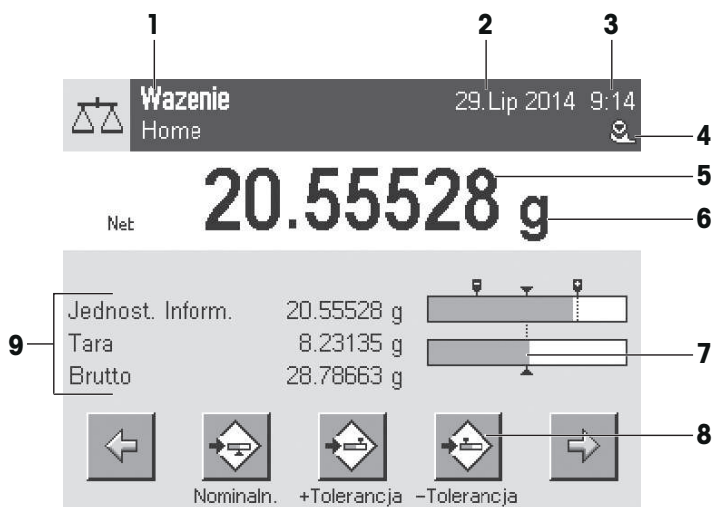 1 2 3
Wazenie 29.Lip 2014 9:14
Home
4
20.55528 g
5
Net
6
Jednost. Inform. 20.55528 g
9 Tara 8.23135 g
7
Brutto 28.78663 g
8
Nominaln. +Tolerancja −Tolerancja